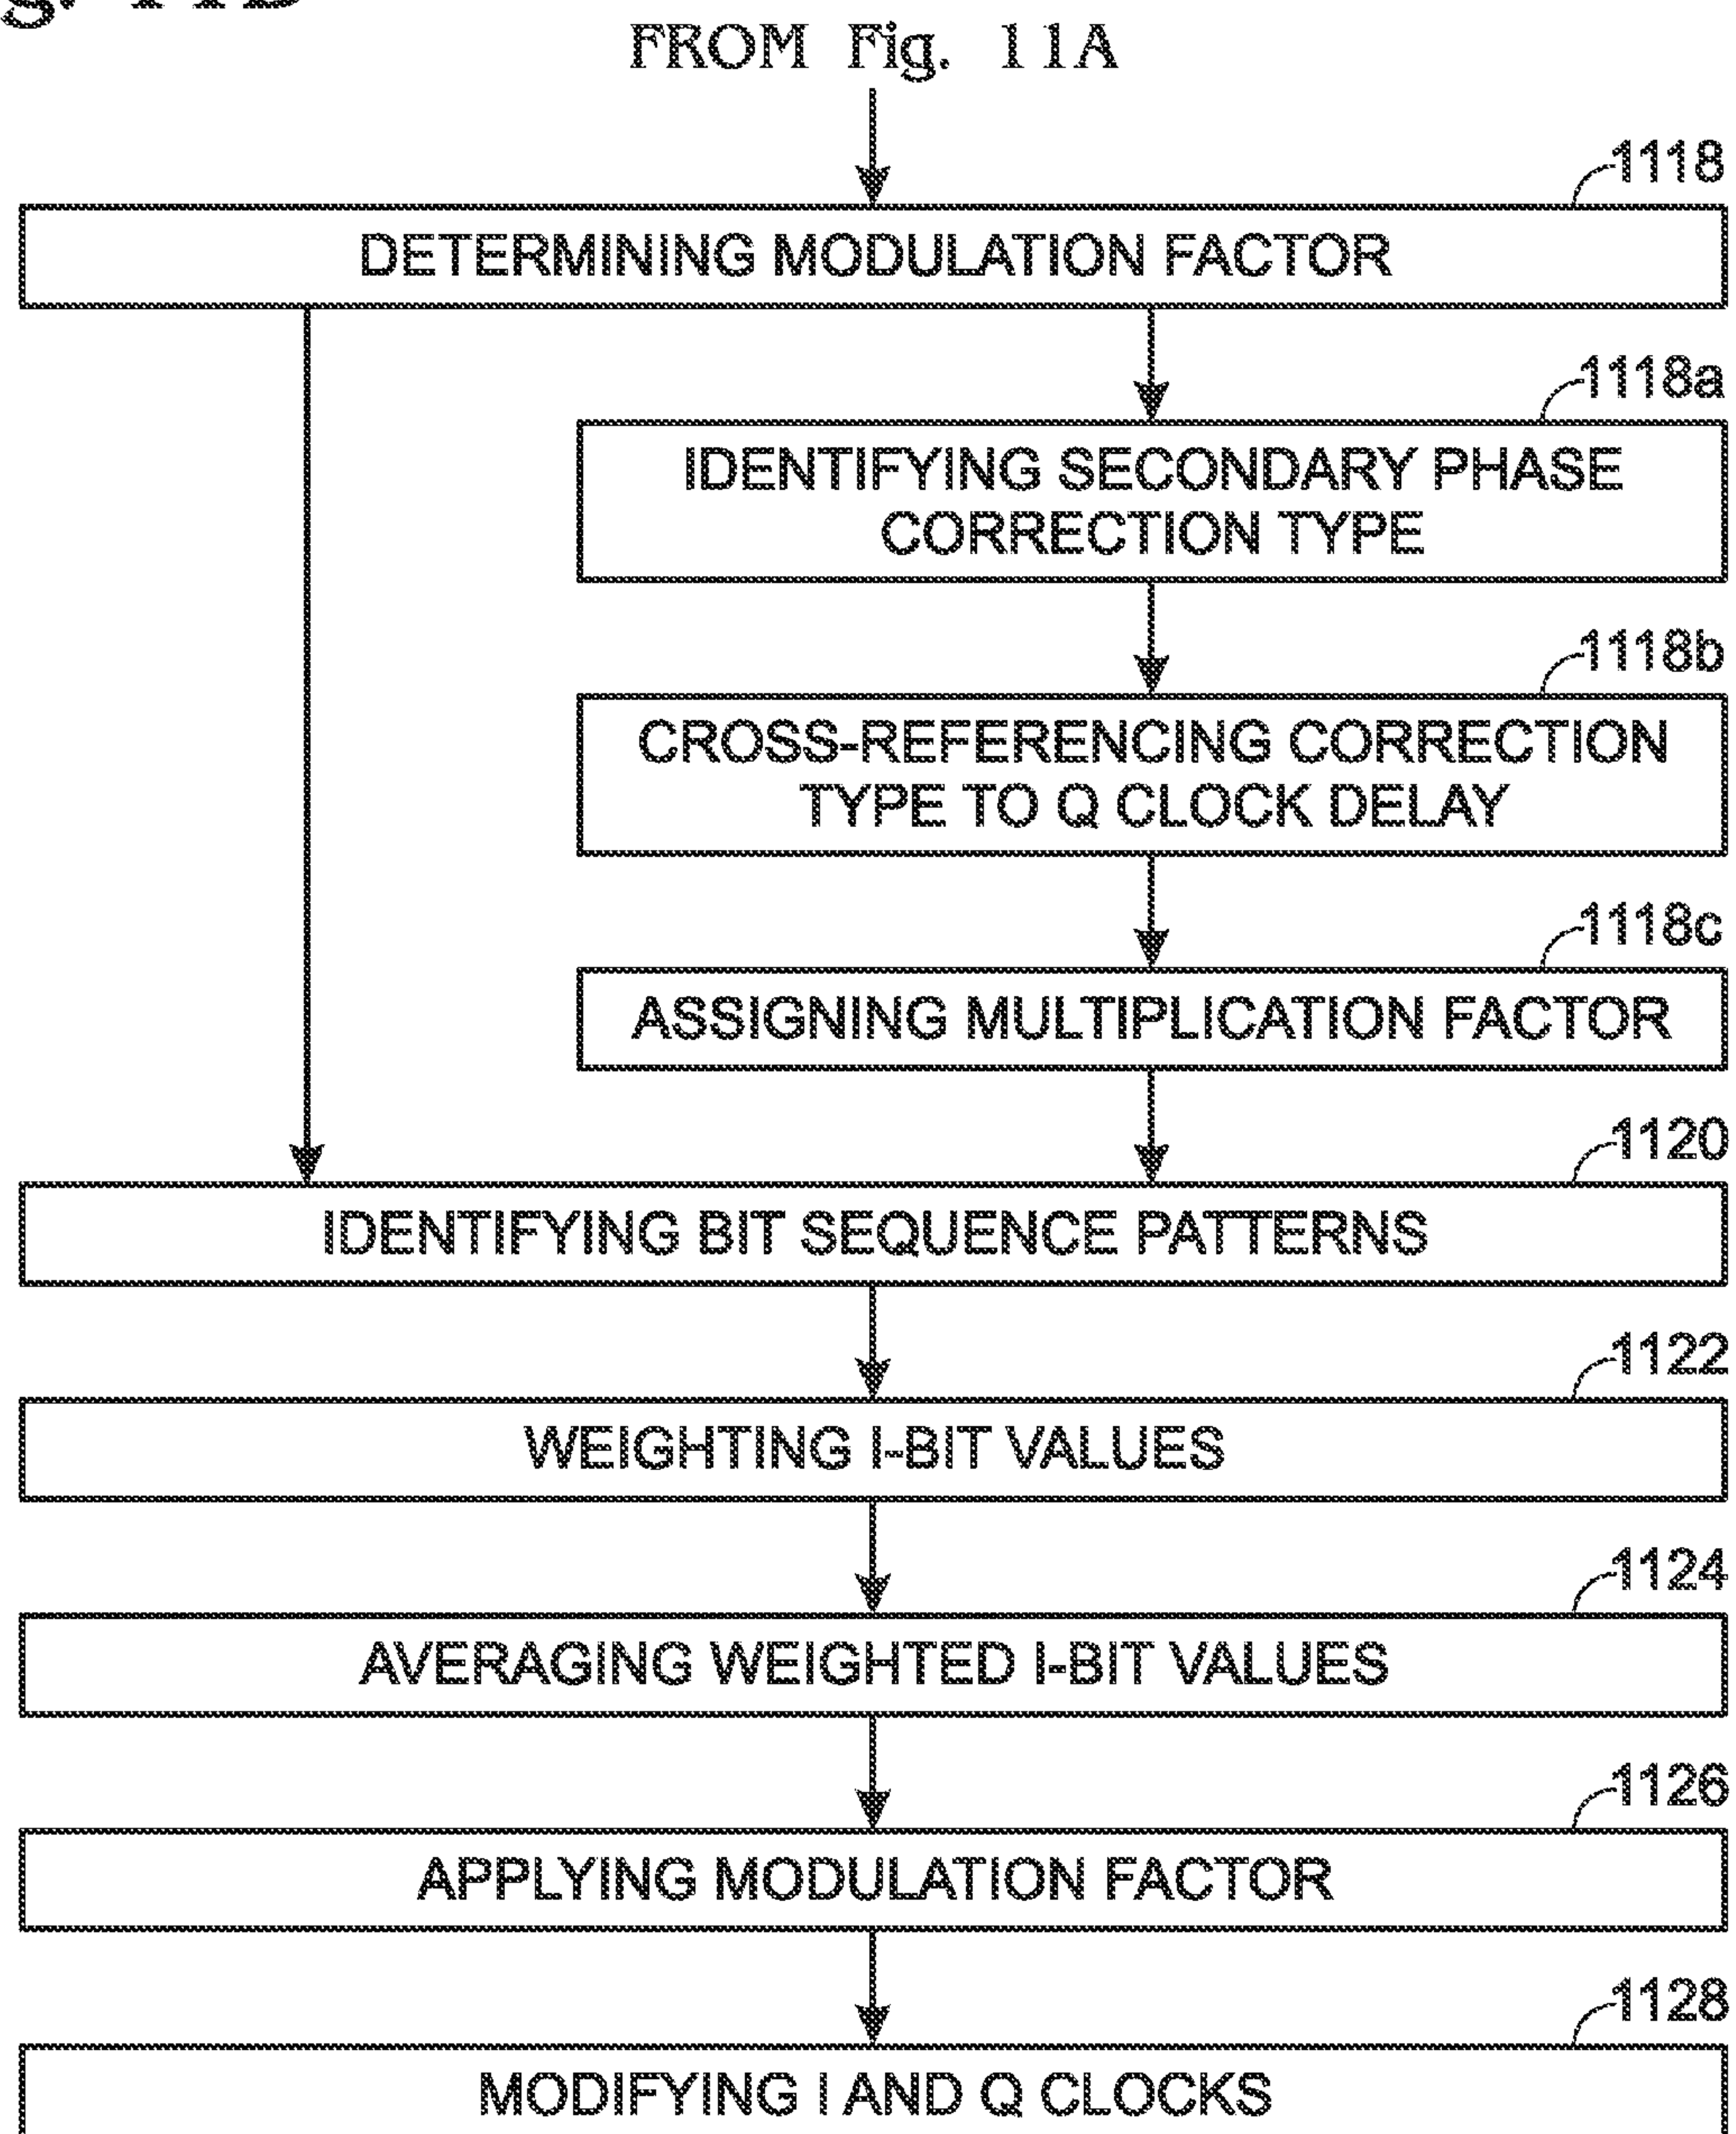 FROM Fig. 11A
1118
DETERMINING MODULATION FACTOR
1118a
IDENTIFYING SECONDARY PHASE
CORRECTION TYPE
1118b
CROSS-REFERENCING CORRECTION
TYPE TO Q CLOCK DELAY
1118c
ASSIGNING MULTIPLICATION FACTOR
1120
IDENTIFYING BIT SEQUENCE PATTERNS
1122
WEIGHTING I-BIT VALUES
1124
AVERAGING WEIGHTED I-BIT VALUES
1126
APPLYING MODULATION FACTOR
1128
MODIFYING I AND Q CLOCKS